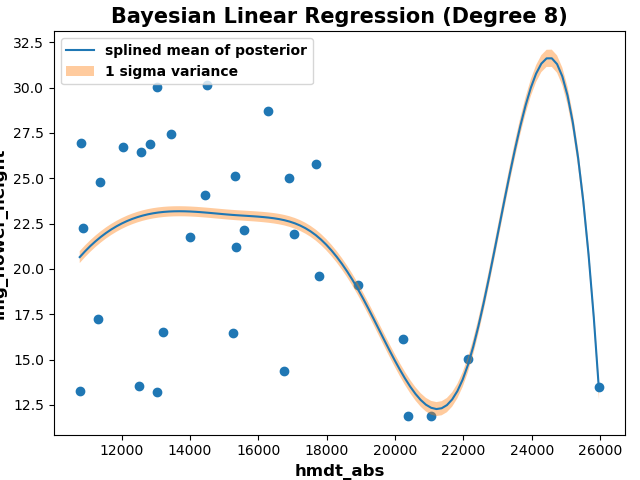 Bayesian Linear Regression (Degree 8)
splined mean of posterior
1 sigma variance
32.5
30.0
27.5
25.0
22.5
20.0
17.5
15.0
12.5
12000 14000 16000 18000 20000 22000 24000 26000
hmdt_abs